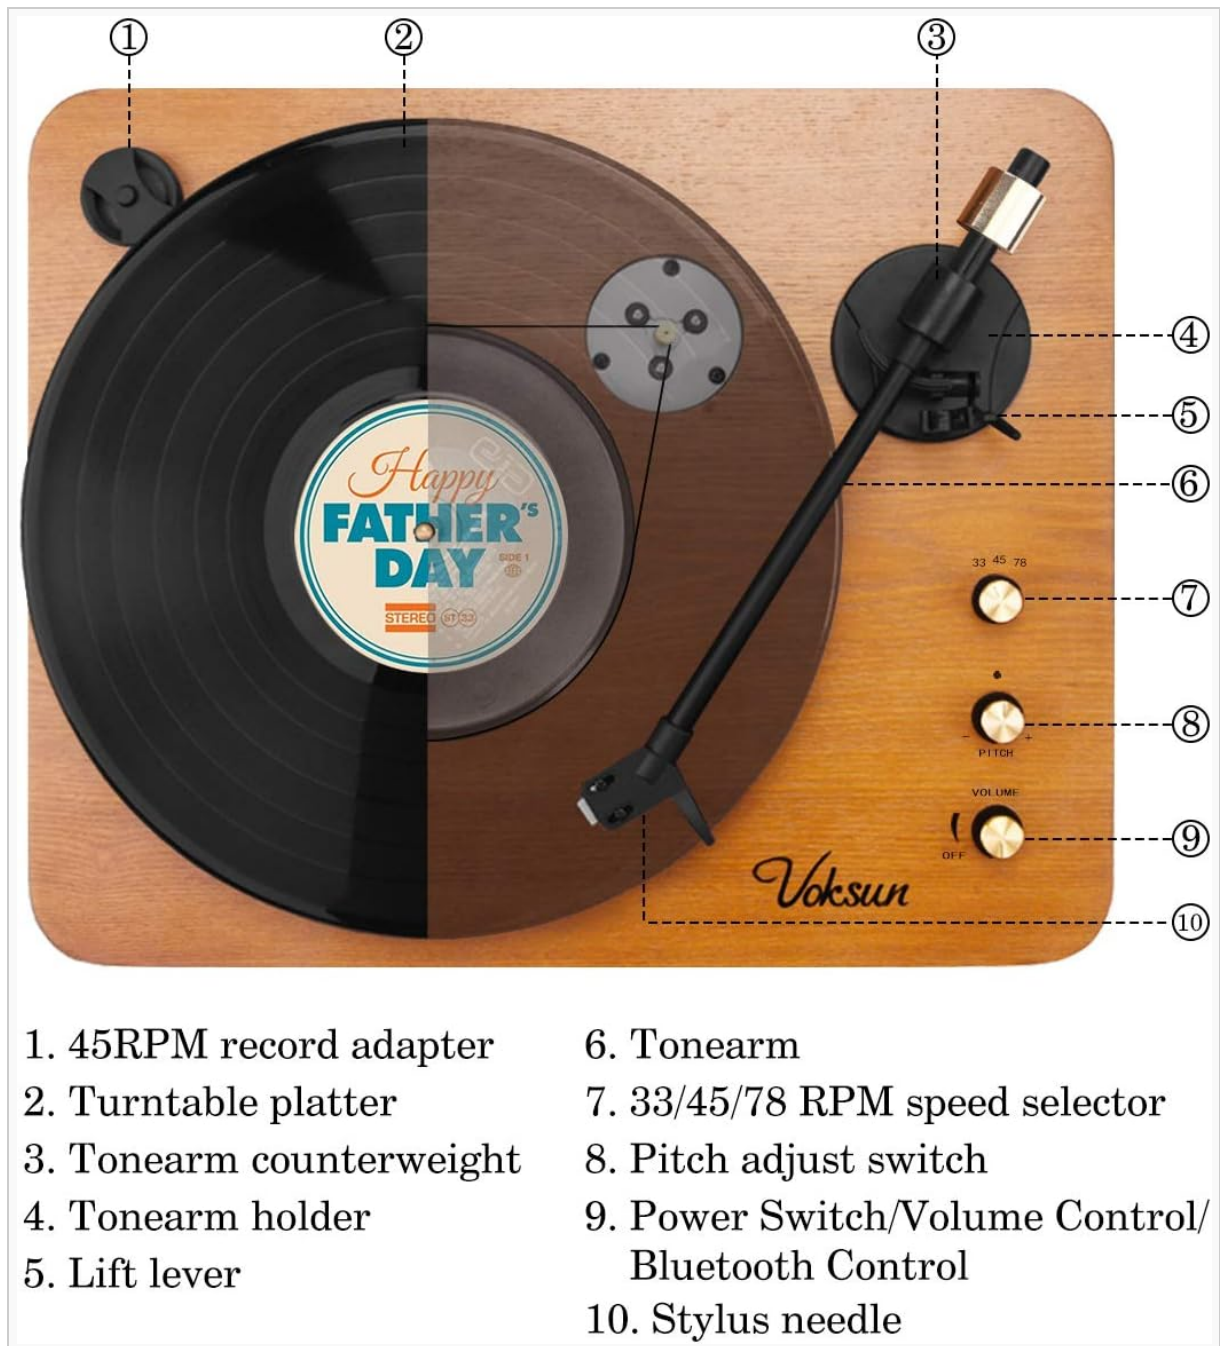 1
2
3
4
5
6
7
8
9
10
33 45 78
PITCH
- +
VOLUME
OFF
Voksun
Happy
FATHER's
DAY
SIDE 1
STEREO ST 33
1. 45RPM record adapter
2. Turntable platter
3. Tonearm counterweight
4. Tonearm holder
5. Lift lever
6. Tonearm
7. 33/45/78 RPM speed selector
8. Pitch adjust switch
9. Power Switch/Volume Control/
Bluetooth Control
10. Stylus needle